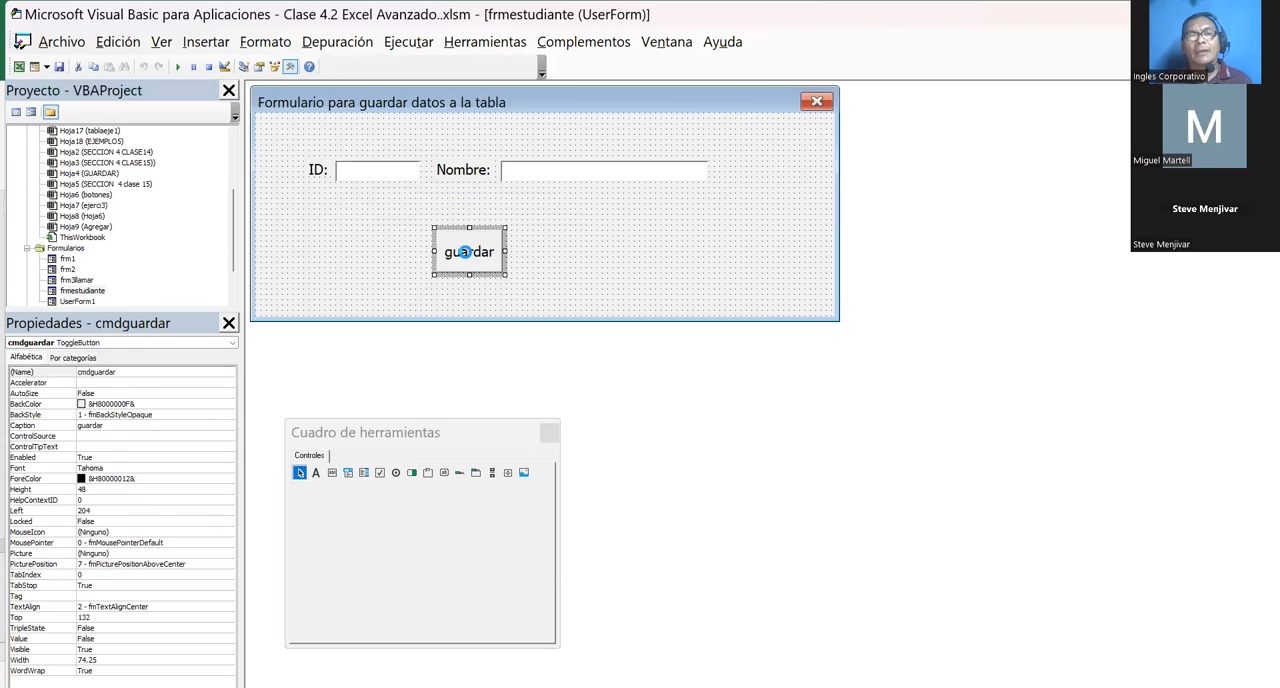 Microsoft Visual Basic para Aplicaciones - Clase 4.2 Excel Avanzado..xlsm - [frmestudiante (UserForm)]
Archivo Edición Ver Insertar Formato Depuración Ejecutar Herramientas Complementos Ventana Ayuda
Proyecto - VBAProject
Hoja17 (tablaeje1)
Hoja18 (EJEMPLO5)
Hoja2 (SECCION 4 CLASE14)
Hoja3 (SECCION 4 CLASE15))
Hoja4 (GUARDAR)
Hoja5 (SECCION 4 clase 15)
Hoja6 (botones)
Hoja7 (ejerci3)
Hoja8 (Hoja6)
Hoja9 (Agregar)
ThisWorkbook
Formularios
frm1
frm2
frm3llamar
frmestudiante
UserForm1
Propiedades - cmdguardar
cmdguardar ToggleButton
Alfabética Por categorías
(Name) cmdguardar
Accelerator
AutoSize False
BackColor &H8000000F&
BackStyle 1 - fmBackStyleOpaque
Caption guardar
ControlSource
ControlTipText
Enabled True
Font Tahoma
ForeColor &H80000012&
Height 48
HelpContextID 0
Left 204
Locked False
MouseIcon (Ninguno)
MousePointer 0 - fmMousePointerDefault
Picture (Ninguno)
PicturePosition 7 - fmPicturePositionAboveCenter
TabIndex 0
TabStop True
Tag
TextAlign 2 - fmTextAlignCenter
Top 132
TripleState False
Value False
Visible True
Width 74.25
WordWrap True
Formulario para guardar datos a la tabla
ID: Nombre:
guardar
Cuadro de herramientas
Controles
Ingles Corporativo
M
Miguel Martell
Steve Menjivar
Steve Menjivar